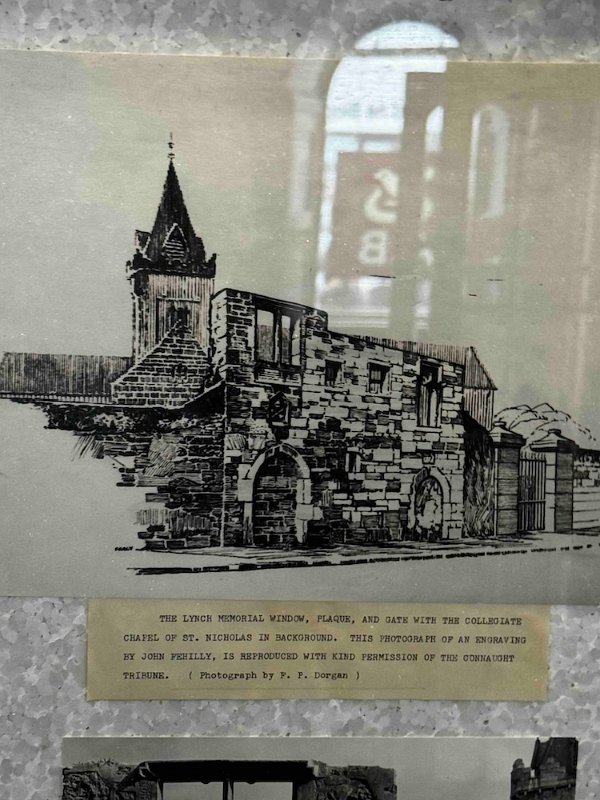 THE LYNCH MEMORIAL WINDOW, PLAQUE, AND GATE WITH THE COLLEGIATE
CHAPEL OF ST. NICHOLAS IN BACKGROUND. THIS PHOTOGRAPH OF AN ENGRAVING
BY JOHN FEHILLY, IS REPRODUCED WITH KIND PERMISSION OF THE CONNAUGHT
TRIBUNE. ( Photograph by F. P. Dorgan )